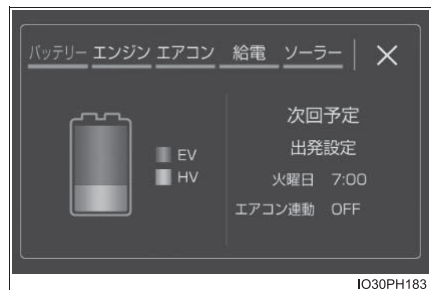 バッテリー エンジン エアコン 給電 ソーラー
次回予定
出発設定
EV
HV
火曜日 7:00
エアコン連動 OFF
IO30PH183